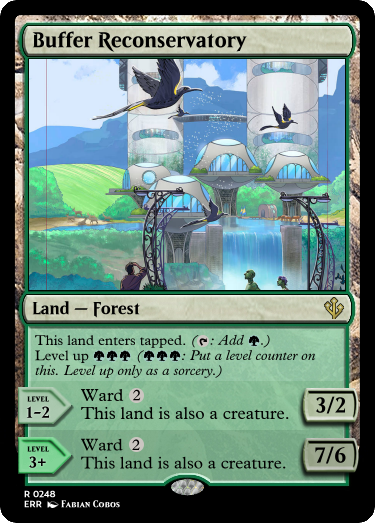 Buffer Reconservatory
Land — Forest
This land enters tapped. (: Add .)
Level up (: Put a level counter on
this. Level up only as a sorcery.)
LEVEL
1-2
Ward 2
This land is also a creature.
3/2
LEVEL
3+
Ward 2
This land is also a creature.
7/6
R 0248
ERR Fabian Cobos